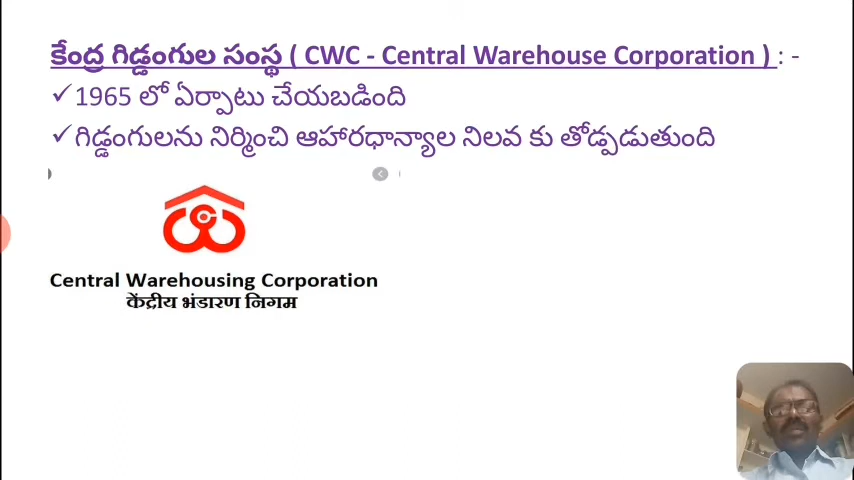 కేంద్ర గిడ్డంగుల సంస్థ ( CWC - Central Warehouse Corporation ) : -
✓1965 లో ఏర్పాటు చేయబడింది
✓గిడ్డంగులను నిర్మించి ఆహారధాన్యాల నిలవ కు తోడ్పడుతుంది
Central Warehousing Corporation
केंद्रीय भंडारण निगम